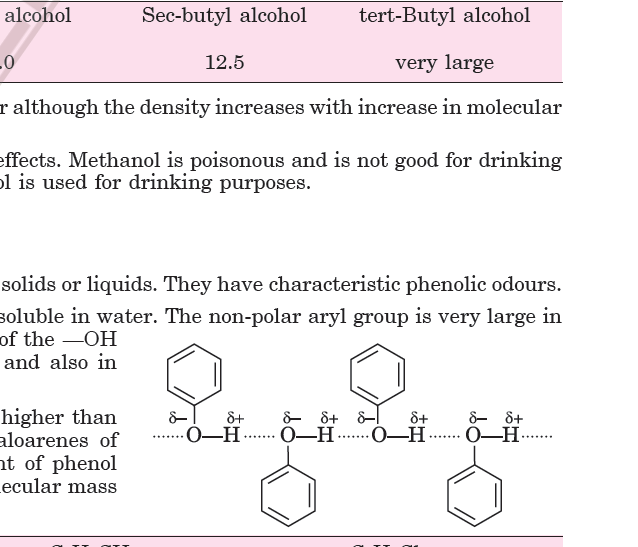 alcohol Sec-butyl alcohol tert-Butyl alcohol
.0 12.5 very large
r although the density increases with increase in molecular
effects. Methanol is poisonous and is not good for drinking
ol is used for drinking purposes.
solids or liquids. They have characteristic phenolic odours.
soluble in water. The non-polar aryl group is very large in
of the —OH
and also in
higher than
aloarenes of
nt of phenol
lecular mass
δ– δ+ δ– δ+ δ– δ+ δ– δ+
......O—H......O—H......O—H......O—H......